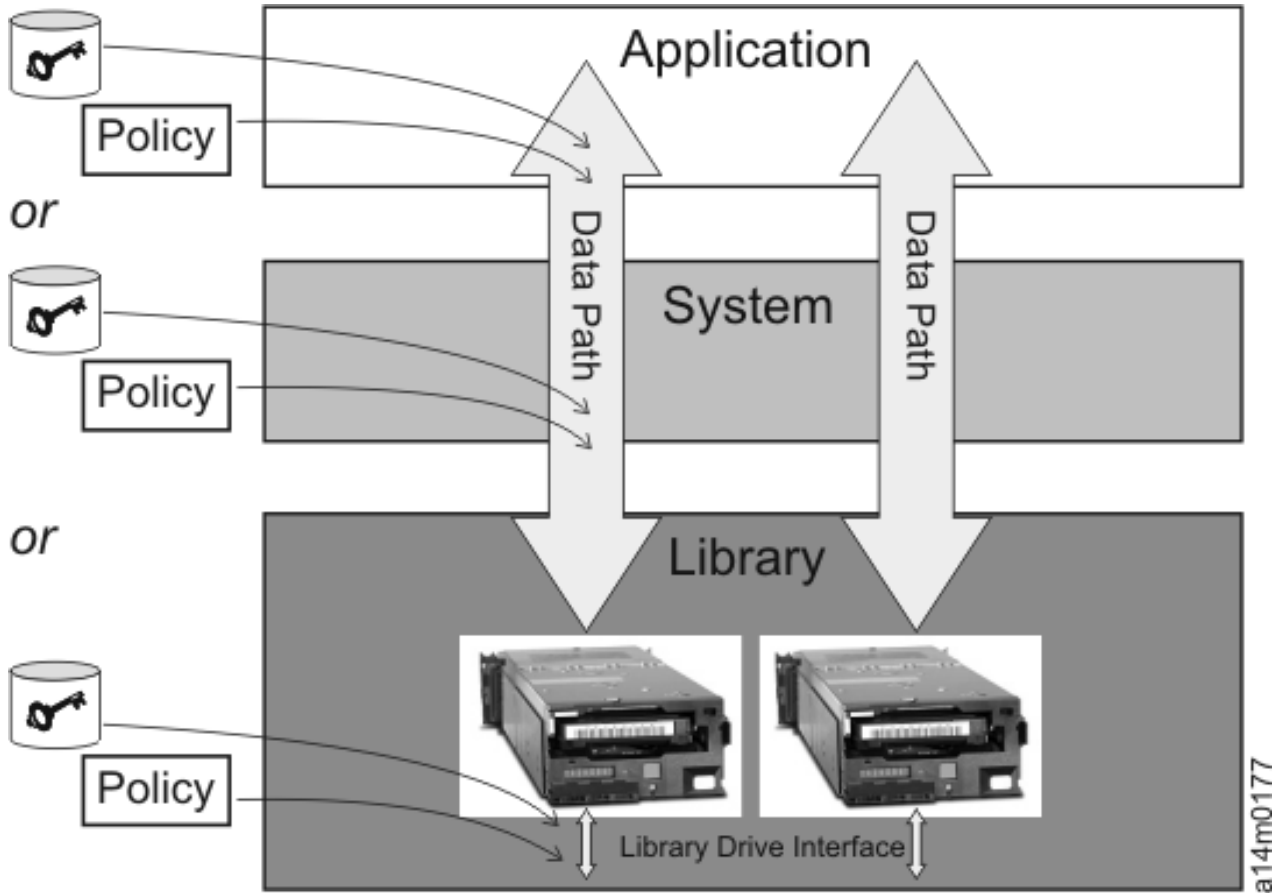 Application
Policy
or
Data Path
Data Path
System
Policy
or
Library
Policy
Library Drive Interface
a14m0177